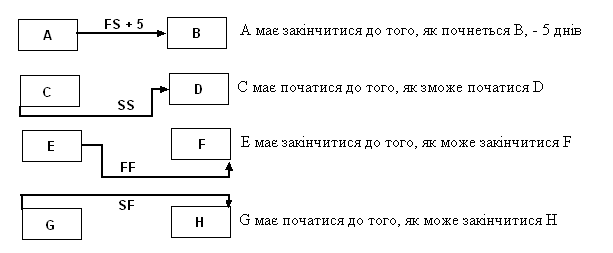 A FS + 5 B А має закінчитися до того, як почнеться В, - 5 днів
C SS D С має початися до того, як зможе початися D
E FF F Е має закінчитися до того, як може закінчитися F
SF
G H G має початися до того, як може закінчитися Н